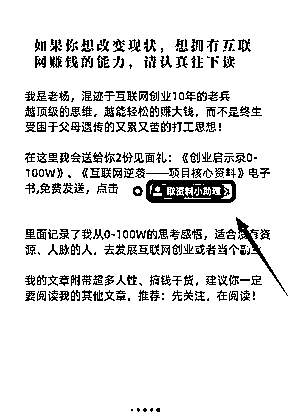 如果你想改变现状，想拥有互联
网赚钱的能力，请认真往下读
我是老杨，混迹于互联网创业10年的老兵
越顶级的思维，越能轻松的赚大钱，而不是终生
受困于父母遗传的又累又苦的打工思想！
在这里我会送给你2份见面礼：《创业启示录0-
100W》、《互联网逆袭——项目核心资料》电子
书,免费发送，点击 取资料小助理
里面记录了我从0-100W的思考感悟，适合没有资
源、人脉的人，去发展互联网创业或者当个副业
我的文章附带超多人性、搞钱干货，建议你一定
要阅读我的其他文章，推荐：先关注，在阅读！